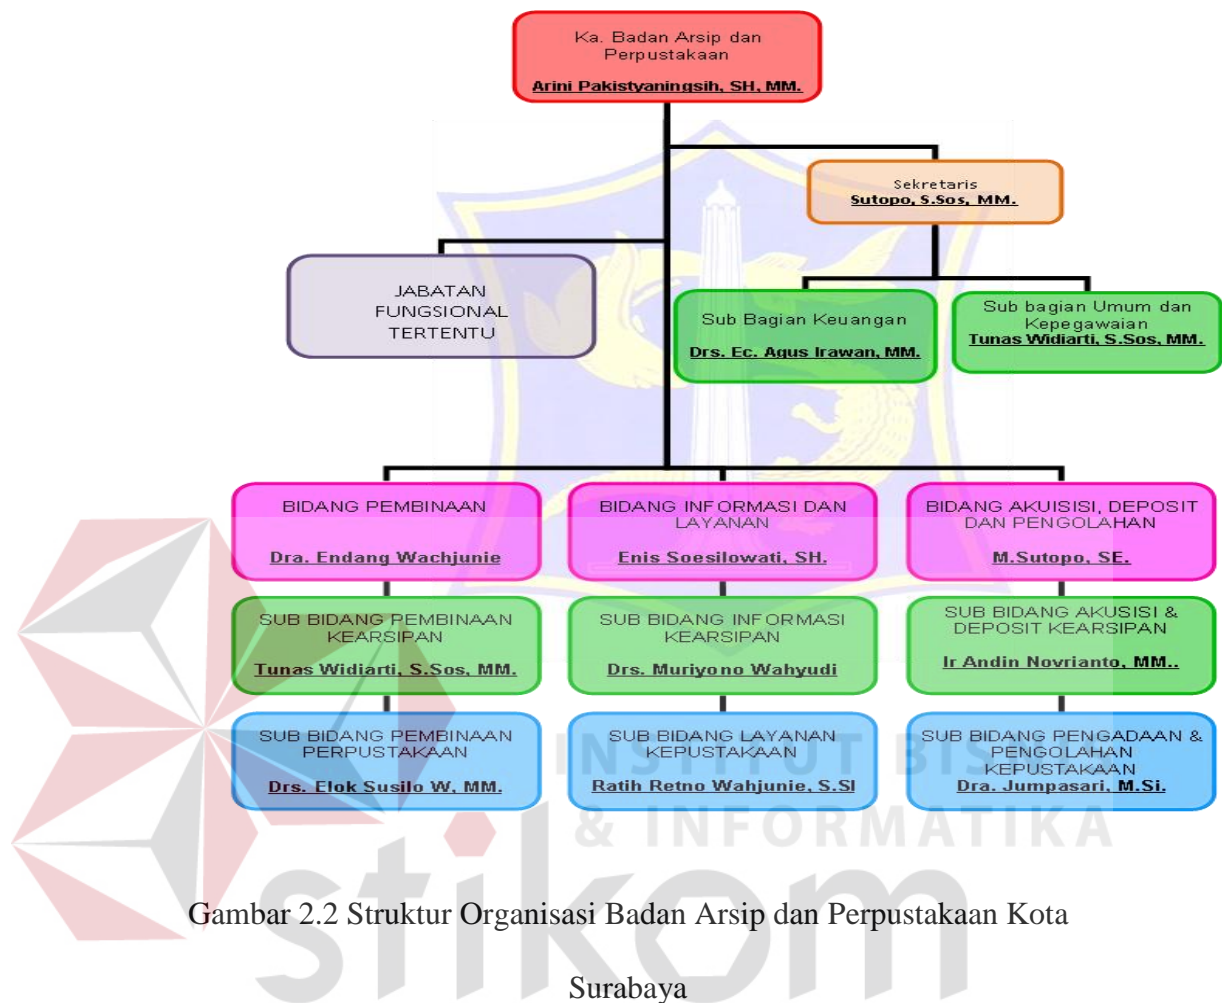 Ka. Badan Arsip dan
Perpustakaan
Arini Pakistyaningsih, SH, MM.
Sekretaris
Sutopo, S.Sos, MM.
JABATAN
FUNGSIONAL
TERTENTU
Sub Bagian Keuangan
Drs. Ec. Agus Irawan, MM.
Sub bagian Umum dan
Kepegawaian
Tunas Widiarti, S.Sos, MM.
BIDANG PEMBINAAN
Dra. Endang Wachjunie
BIDANG INFORMASI DAN
LAYANAN
Enis Soesilowati, SH.
BIDANG AKUISISI, DEPOSIT
DAN PENGOLAHAN
M.Sutopo, SE.
SUB BIDANG PEMBINAAN
KEARSIPAN
Tunas Widiarti, S.Sos, MM.
SUB BIDANG INFORMASI
KEARSIPAN
Drs. Muriyono Wahyudi
SUB BIDANG AKUSISI &
DEPOSIT KEARSIPAN
Ir Andin Novrianto, MM..
SUB BIDANG PEMBINAAN
PERPUSTAKAAN
Drs. Elok Susilo W, MM.
SUB BIDANG LAYANAN
KEPUSTAKAAN
Ratih Retno Wahjunie, S.SI
SUB BIDANG PENGADAAN &
PENGOLAHAN
KEPUSTAKAAN
Dra. Jumpasari, M.Si.
INSTITUT BISNIS
& INFORMATIKA
stikom
Gambar 2.2 Struktur Organisasi Badan Arsip dan Perpustakaan Kota
Surabaya